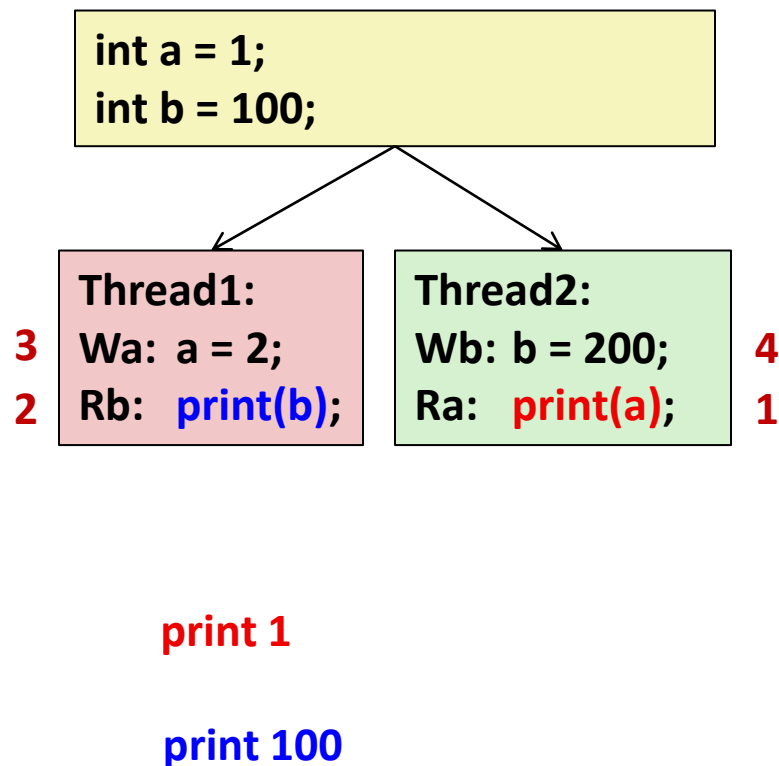 int a = 1;
int b = 100;
Thread1:
3 Wa: a = 2;
2 Rb: print(b);
Thread2:
Wb: b = 200; 4
Ra: print(a); 1
print 1
print 100